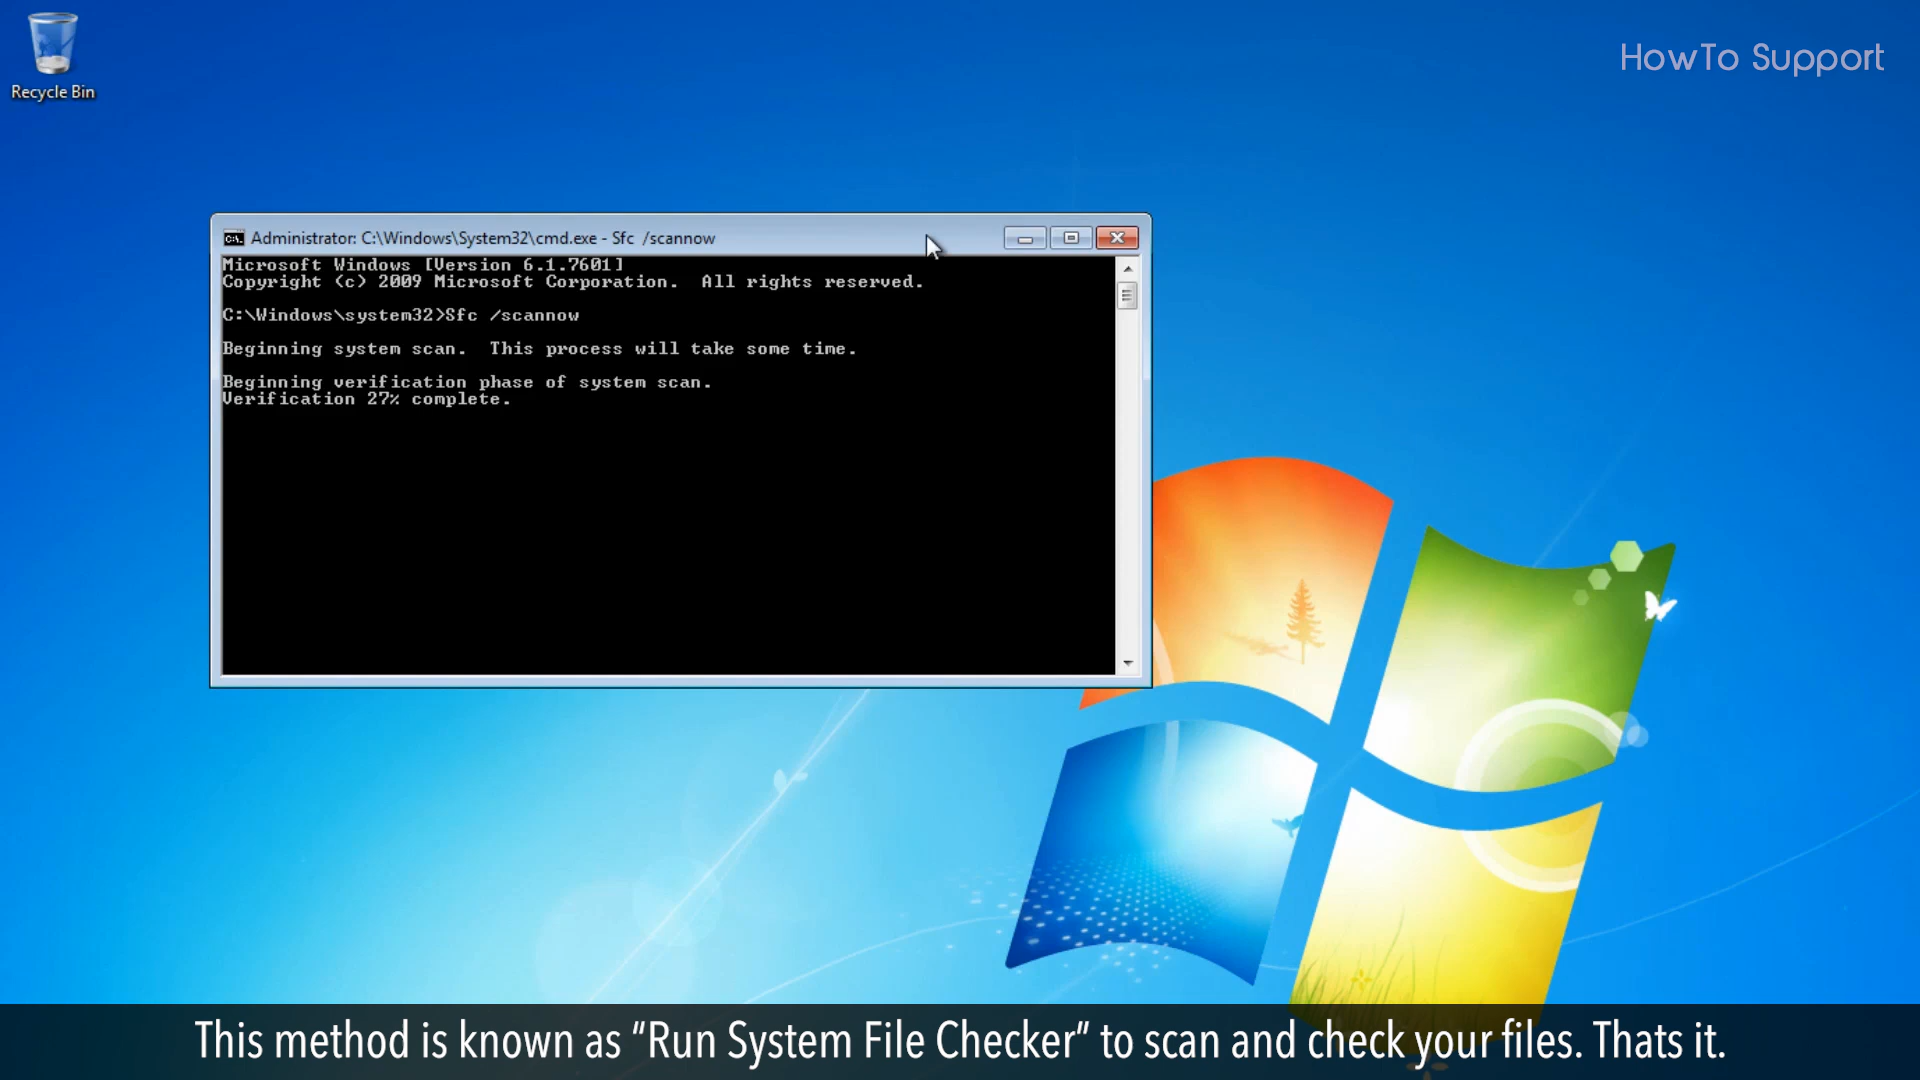 Recycle Bin
HowTo Support
Administrator: C:\Windows\System32\cmd.exe - Sfc  /scannow
Microsoft Windows [Version 6.1.7601]
Copyright (c) 2009 Microsoft Corporation.  All rights reserved.
C:\Windows\system32>Sfc /scannow
Beginning system scan.  This process will take some time.
Beginning verification phase of system scan.
Verification 27% complete.
This method is known as “Run System File Checker” to scan and check your files. Thats it.